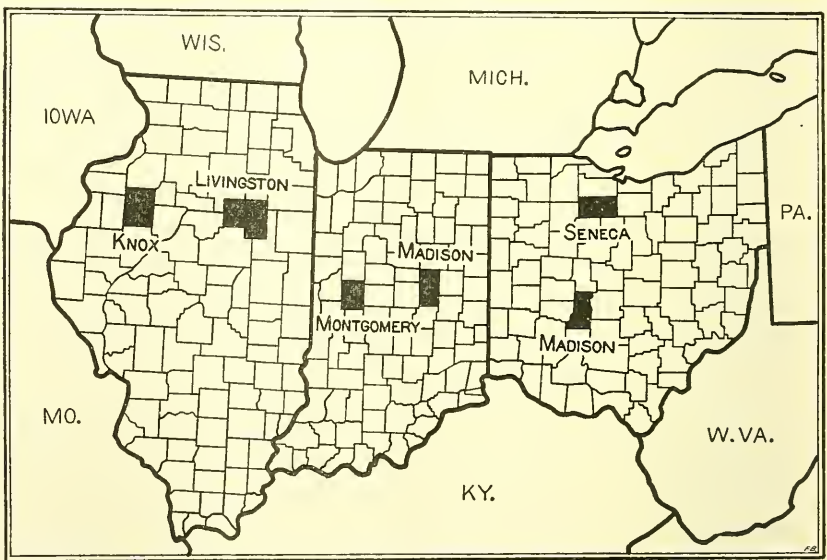 WIS.
MICH.
IOWA
LIVINGSTON
KNOX
SENECA
PA.
MADISON
MONTGOMERY
MADISON
MO.
W.VA.
KY.